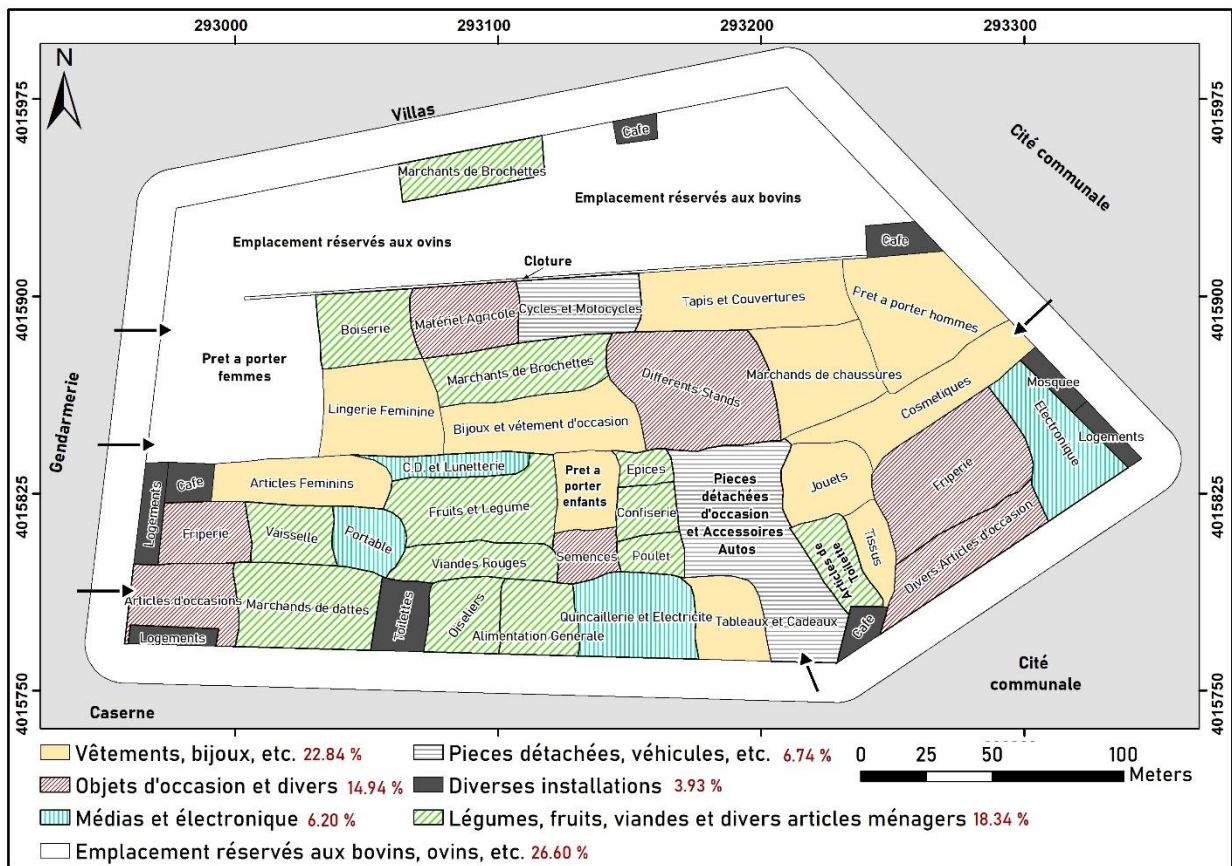 293000 293100 293200 293300
N
4015975
4015975
Villas
Cafe
Cité communale
Marchants de Brochettes
Emplacement réservés aux bovins
Emplacement réservés aux ovins
Cafe
Cloture
4015900
4015900
Tapis et Couvertures
Pret a porter hommes
Matériel Agricole
Cycles et Motocycles
Boiserie
Pret a porter
femmes
Marchants de Brochettes
Differents Stands
Marchands de chaussures
Mosquee
Cosmetiques
Lingerie Feminine
Bijoux et vêtement d'occasion
Electronique
Logements
Gendarmerie
C.D. et Lunetterie
Pret a
porter
enfants
Epices
Pieces
détachées
d'occasion
et Accessoires
Autos
Jouets
Friperie
4015825
4015825
Logements
Cafe
Articles Feminins
Fruits et Legume
Confiserie
Friperie
Vaisselle
Portable
Tissus
Viandes Rouges
Semences
Poulet
Articles de
Toilette
Divers Articles d'occasion
Articles d'occasions
Marchands de dattes
Toilettes
Oiseliers
Quincaillerie et Electricite
Tableaux et Cadeaux
Cafe
Logements
Alimentation Generale
Cité
communale
4015750
4015750
Caserne
Vêtements, bijoux, etc. 22.84 %
Pieces détachées, véhicules, etc. 6.74 %
0 25 50 100
Meters
Objets d'occasion et divers 14.94 %
Diverses installations 3.93 %
Médias et électronique 6.20 %
Légumes, fruits, viandes et divers articles ménagers 18.34 %
Emplacement réservés aux bovins, ovins, etc. 26.60 %